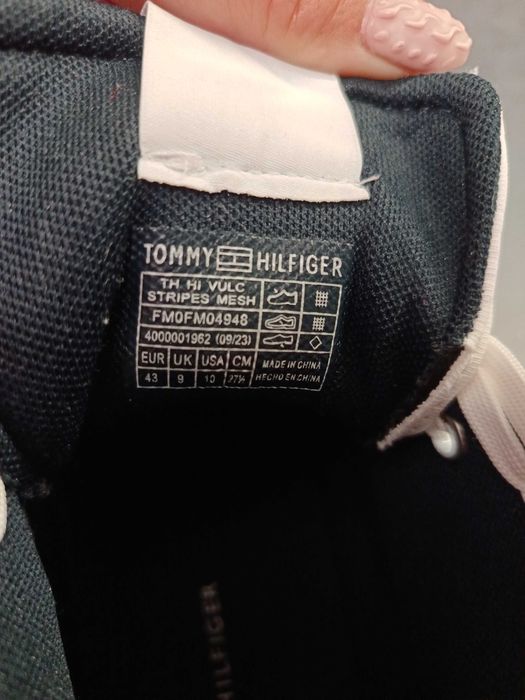 TOMMY HILFIGER
TH HI VULC
STRIPES MESH
FM0FM04948
4000001962 (09/23)
EUR UK USA CM
43 9 10 27½
MADE IN CHINA
HECHO EN CHINA
HILFIGER